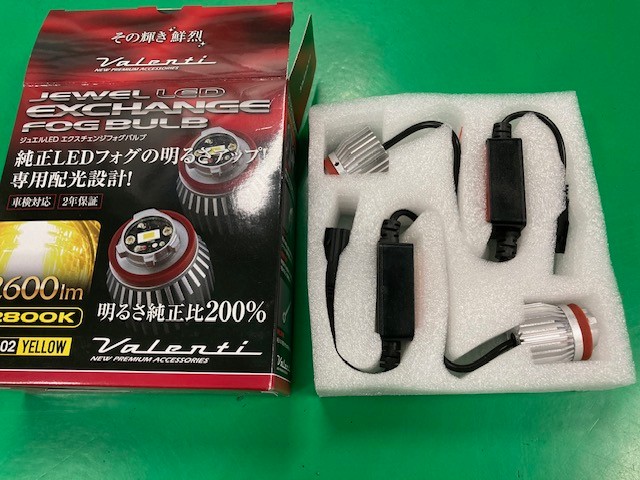 その輝き鮮烈
Valenti
NEW PREMIUM ACCESSORIES
JEWEL LED
EXCHANGE
FOG BULB
ジュエルLED エクスチェンジフォグバルブ
純正LEDフォグの明るさアップ!
専用配光設計!
車検対応 2年保証
2600lm
2800K
02 YELLOW
明るさ純正比200%
Valenti
NEW PREMIUM ACCESSORIES
Valenti